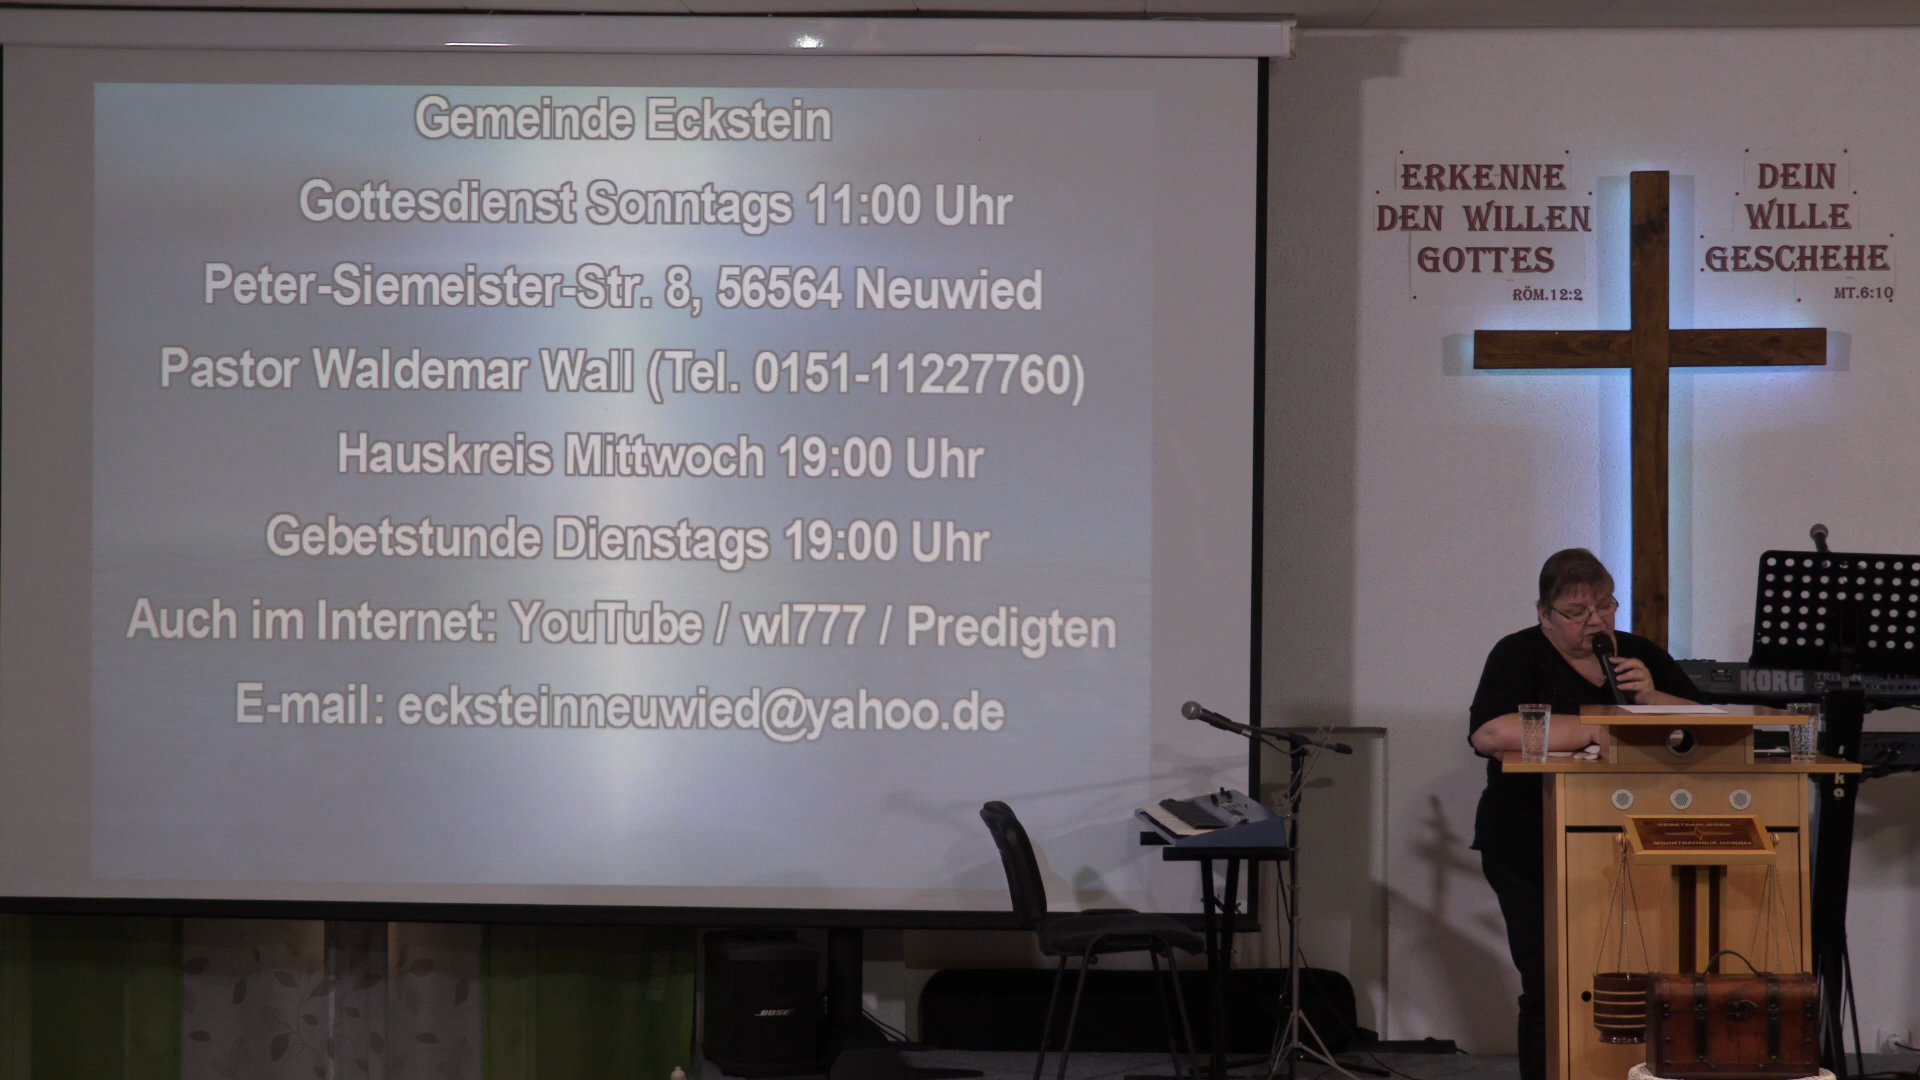 Gemeinde Eckstein
Gottesdienst Sonntags 11:00 Uhr
Peter-Siemeister-Str. 8, 56564 Neuwied
Pastor Waldemar Wall (Tel. 0151-11227760)
Hauskreis Mittwoch 19:00 Uhr
Gebetstunde Dienstags 19:00 Uhr
Auch im Internet: YouTube / wl777 / Predigten
E-mail: ecksteinneuwied@yahoo.de
ERKENNE
DEN WILLEN
GOTTES
RÖM.12:2
DEIN
WILLE
GESCHEHE
MT.6:10
KORG
BOSE